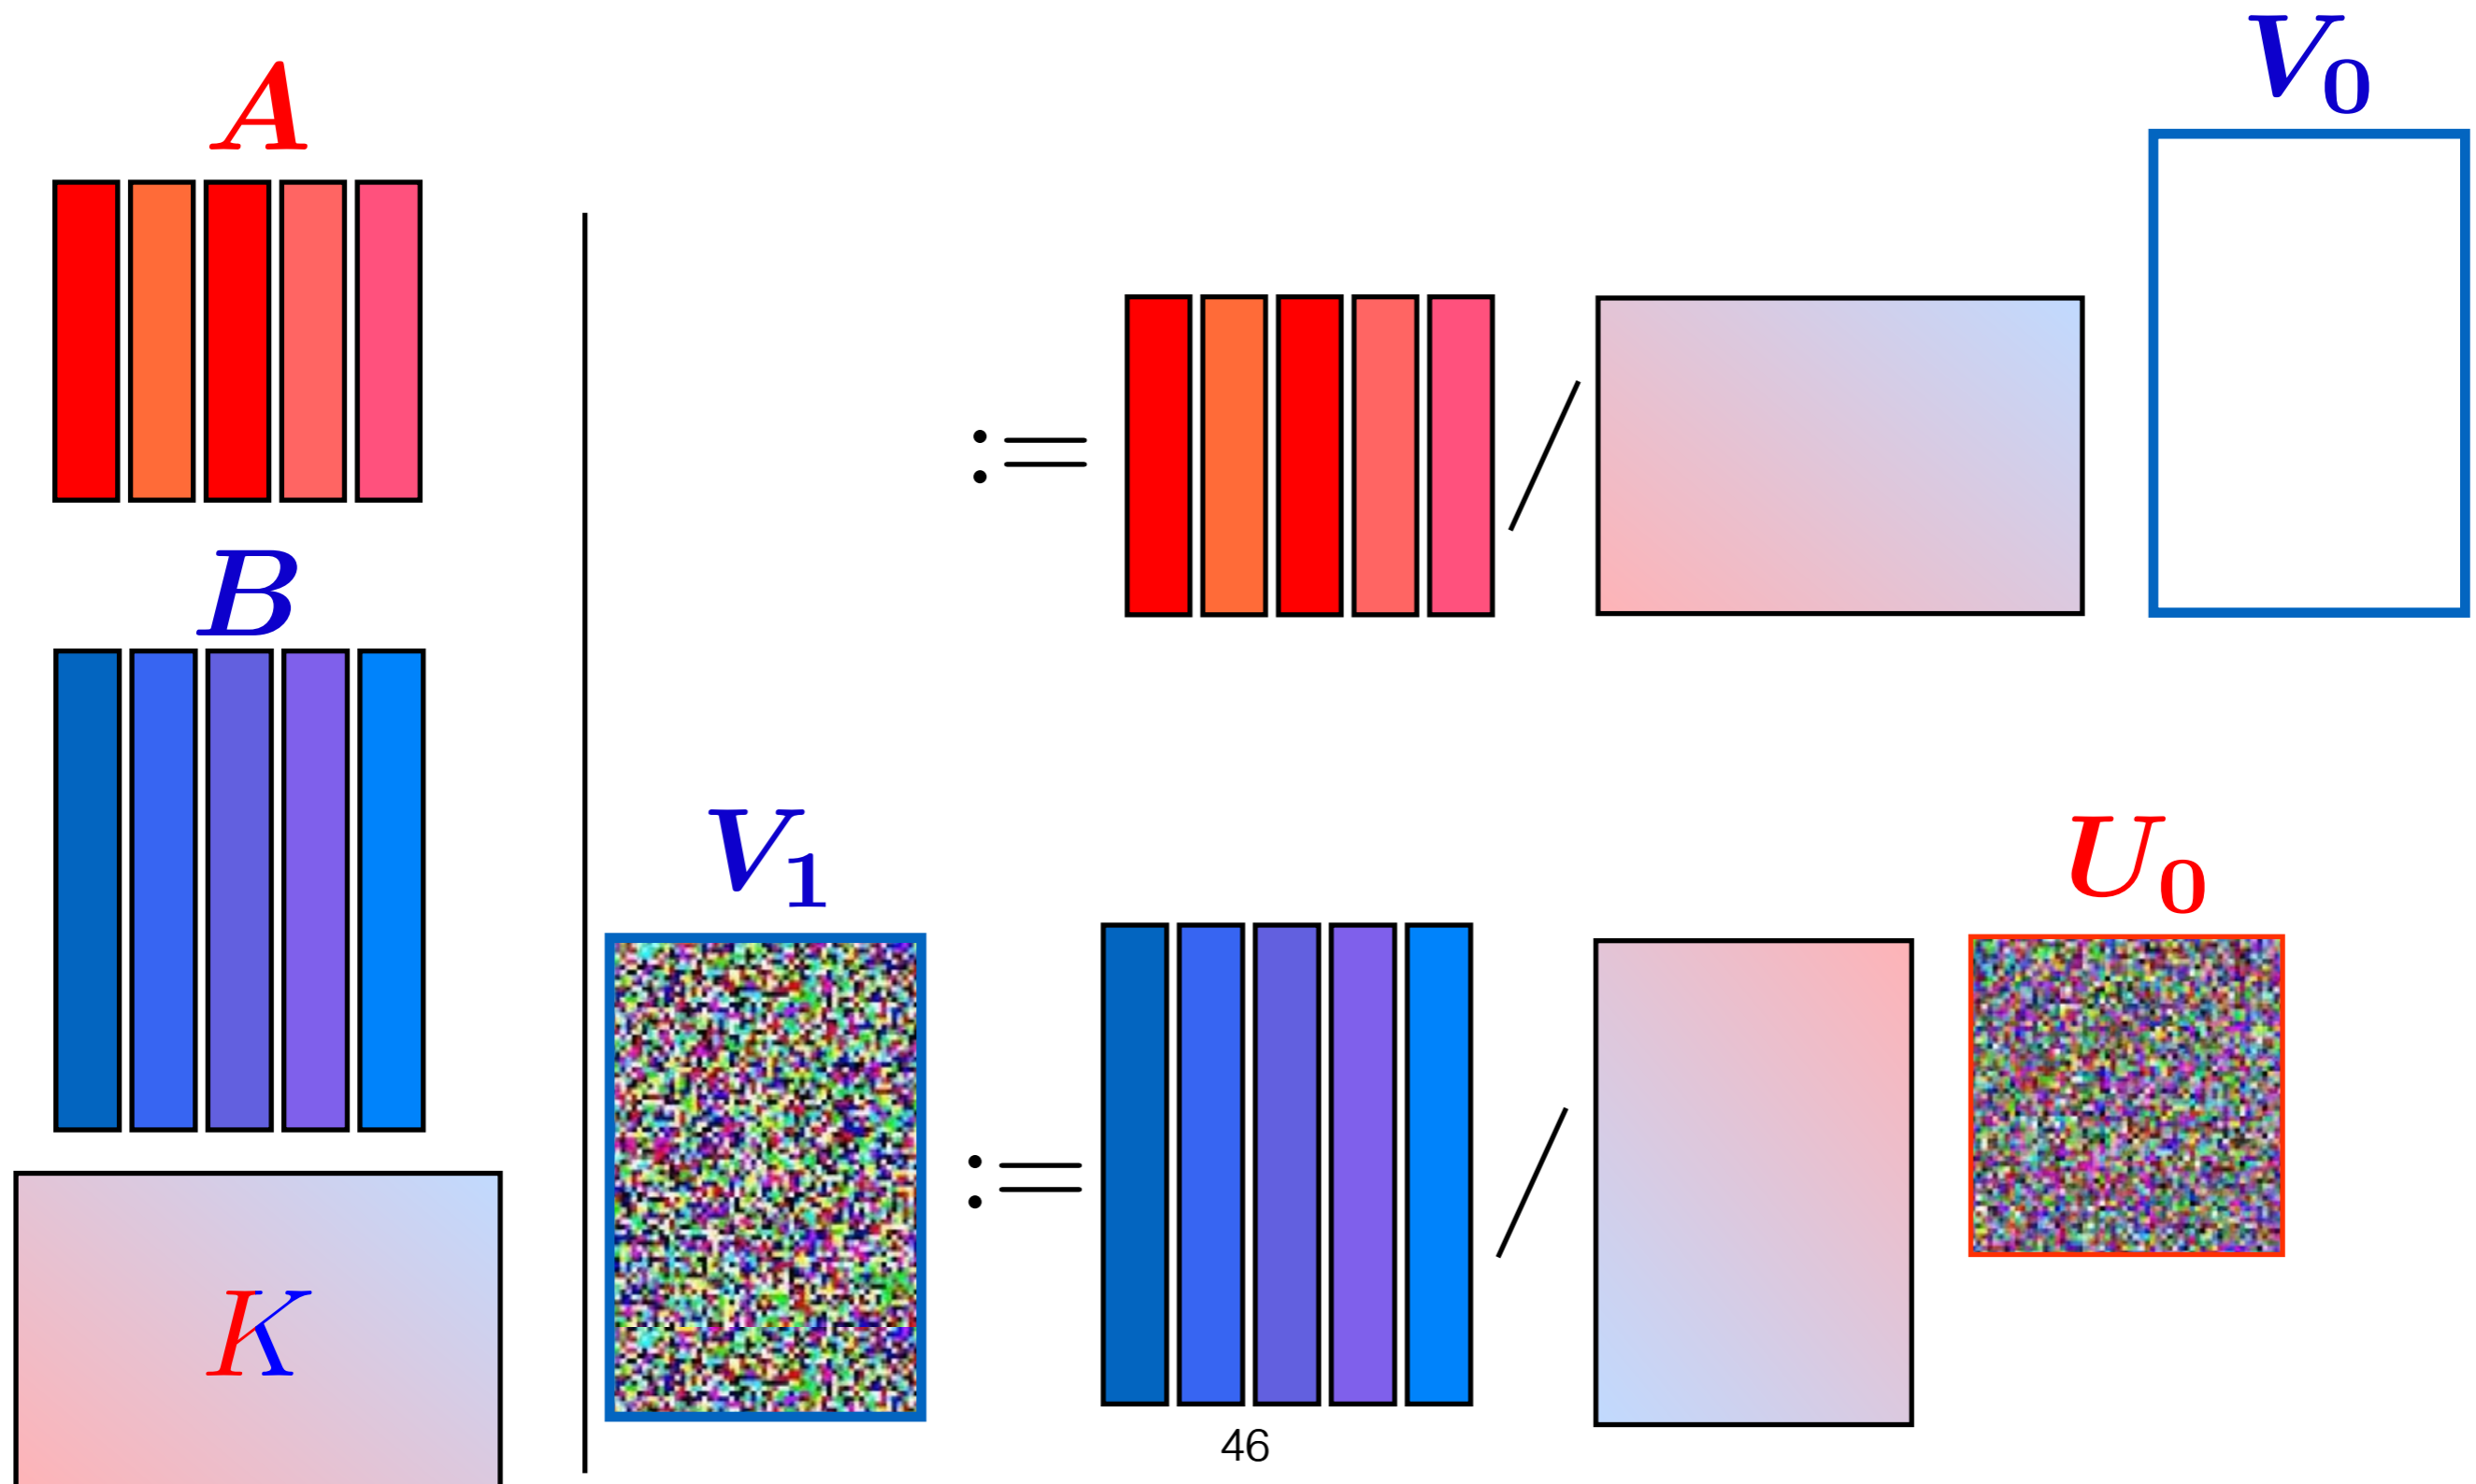 A
V₀
:= /
B
K
V₁
U₀
:= /
46